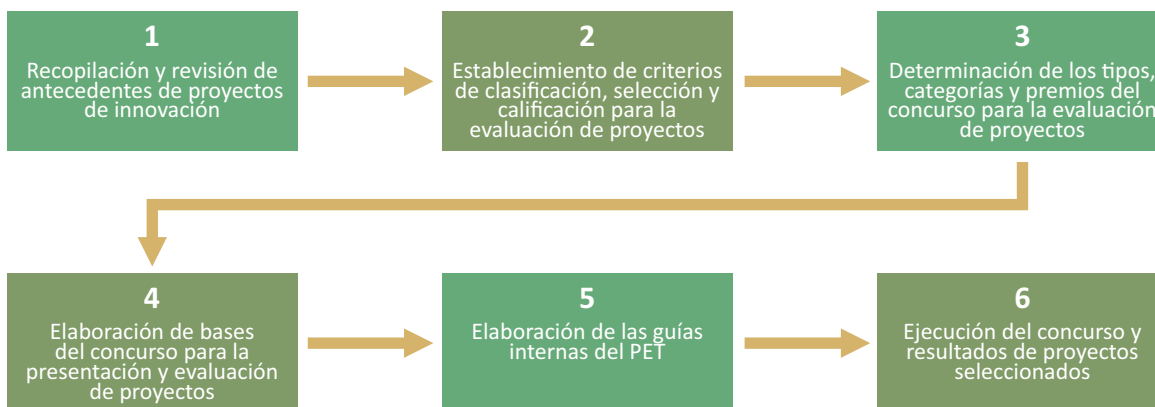 1
Recopilación y revisión de
antecedentes de proyectos
de innovación
2
Establecimiento de criterios
de clasificación, selección y
calificación para la
evaluación de proyectos
3
Determinación de los tipos,
categorías y premios del
concurso para la evaluación
de proyectos
4
Elaboración de bases
del concurso para la
presentación y evaluación
de proyectos
5
Elaboración de las guías
internas del PET
6
Ejecución del concurso y
resultados de proyectos
seleccionados